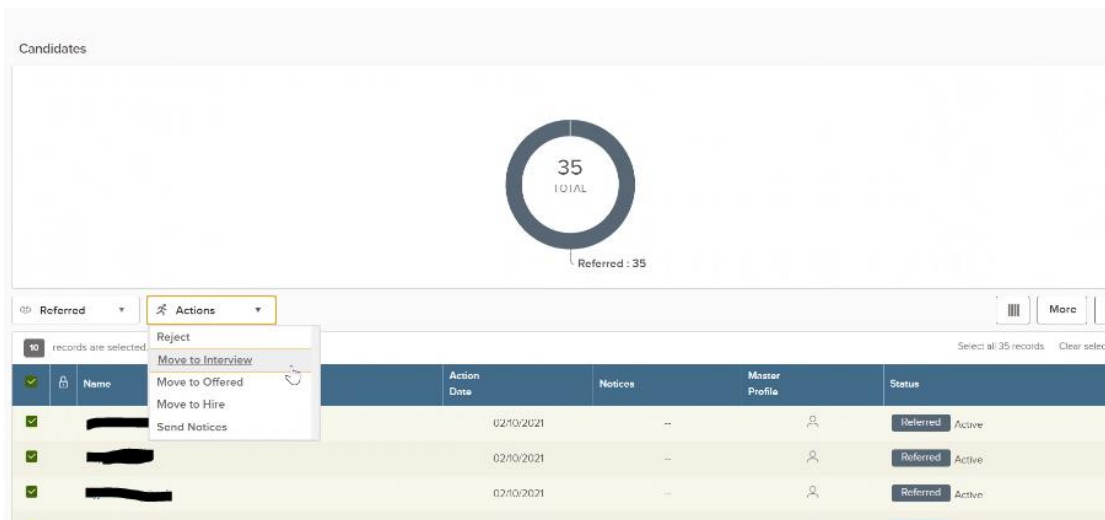 Candidates
35
TOTAL
Referred : 35
Referred
Actions
More
Reject
Move to Interview
Move to Offered
Move to Hire
Send Notices
10 records are selected.
Select all 35 records Clear selec
Name Action Date Notices Master Profile Status
02/10/2021 -- Referred Active
02/10/2021 -- Referred Active
02/10/2021 -- Referred Active